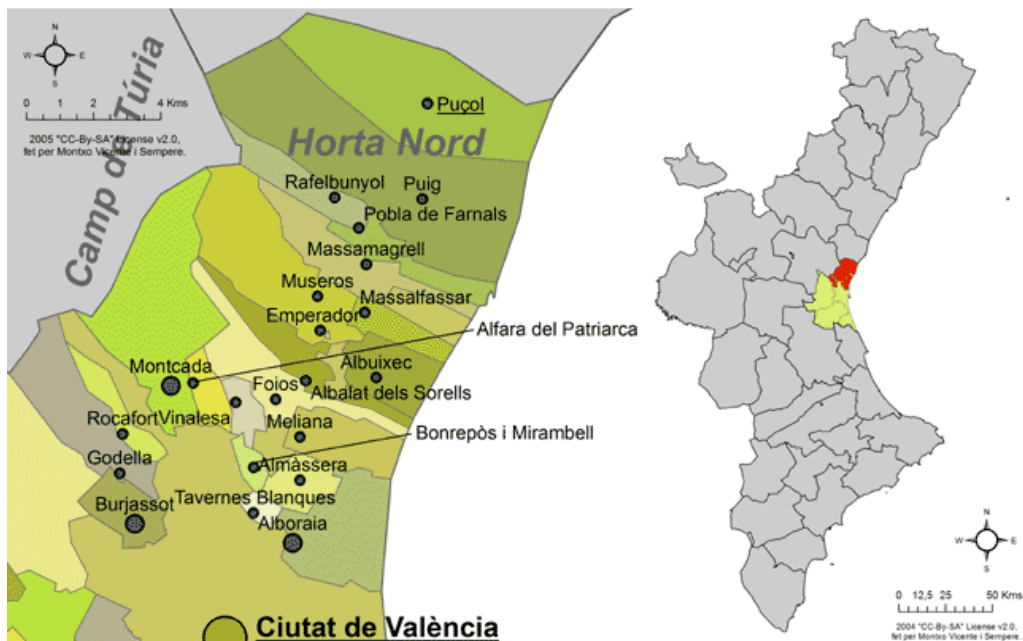 N
W E
S
0 1 2 4 Kms
2005 "CC-By-SA" License v2.0,
fet per Montxo Vicente i Sempere.
Camp de Túria
Horta Nord
Puçol
Rafelbunyol
Puig
Pobla de Farnals
Massamagrell
Museros
Massalfassar
Emperador
Alfara del Patriarca
Montcada
Albuixec
Foios
Albalat dels Sorells
Rocafort
Vinalesa
Meliana
Bonrepòs i Mirambell
Godella
Almàssera
Burjassot
Tavernes Blanques
Alboraia
Ciutat de València
N
W E
S
0 12,5 25 50 Kms
2004 "CC-By-SA" License v2.0,
fet per Montxo Vicente i Sempere.